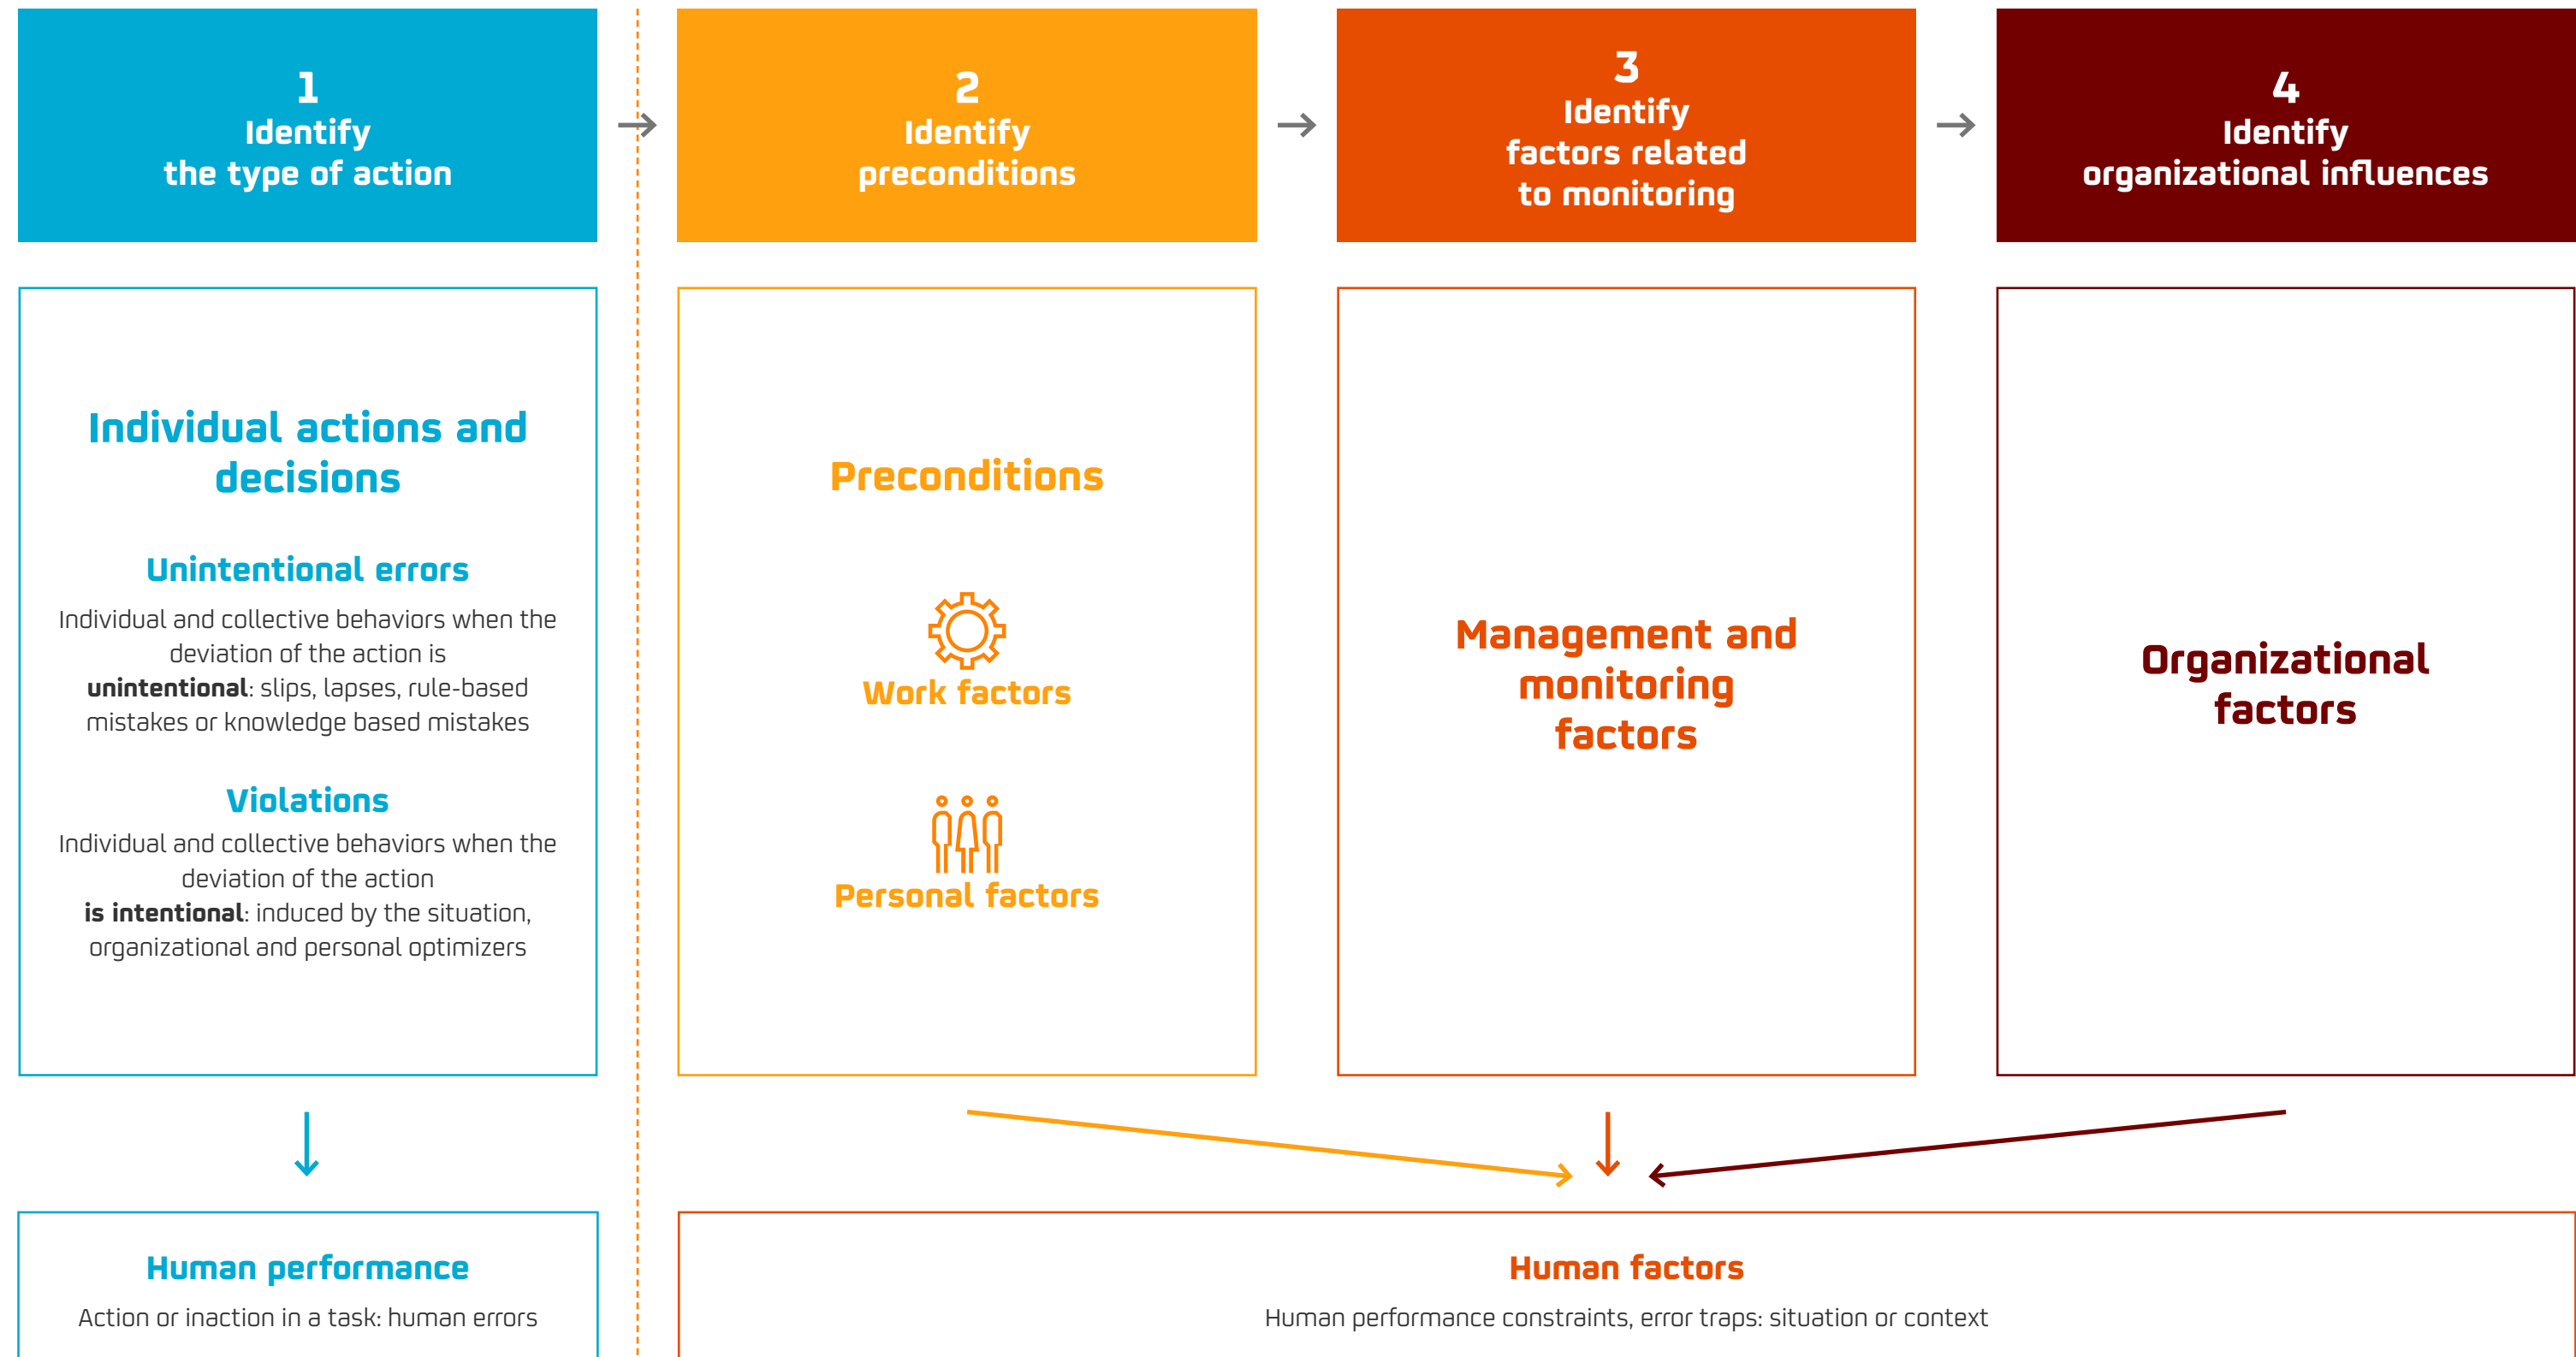 1
Identify
the type of action
2
Identify
preconditions
3
Identify
factors related
to monitoring
4
Identify
organizational influences
Individual actions and
decisions
Unintentional errors
Individual and collective behaviors when the
deviation of the action is
unintentional: slips, lapses, rule-based
mistakes or knowledge based mistakes
Violations
Individual and collective behaviors when the
deviation of the action
is intentional: induced by the situation,
organizational and personal optimizers
Preconditions
Work factors
Personal factors
Management and
monitoring
factors
Organizational
factors
Human performance
Action or inaction in a task: human errors
Human factors
Human performance constraints, error traps: situation or context